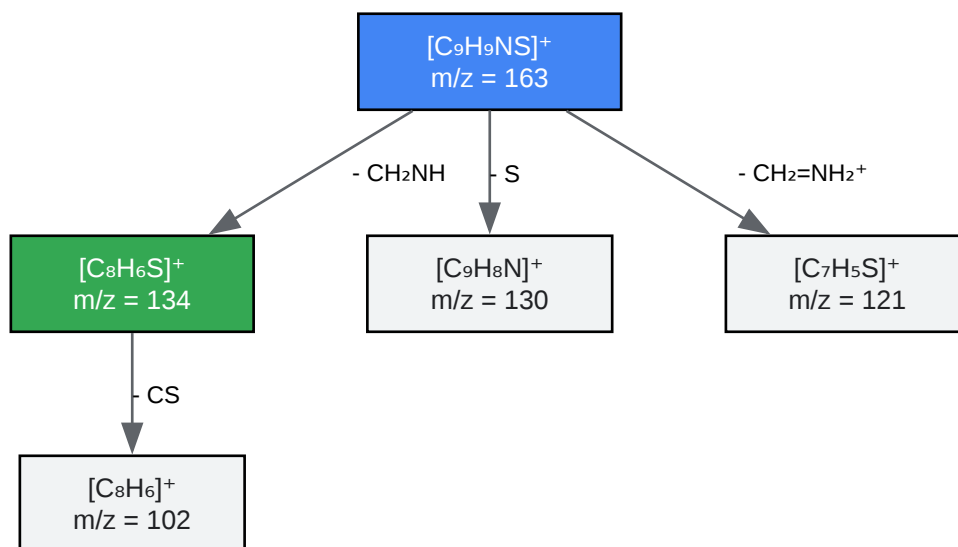 [C₉H₉NS]⁺
m/z = 163
- CH₂NH
- S
- CH₂=NH₂⁺
[C₈H₆S]⁺
m/z = 134
[C₉H₈N]⁺
m/z = 130
[C₇H₅S]⁺
m/z = 121
- CS
[C₈H₆]⁺
m/z = 102